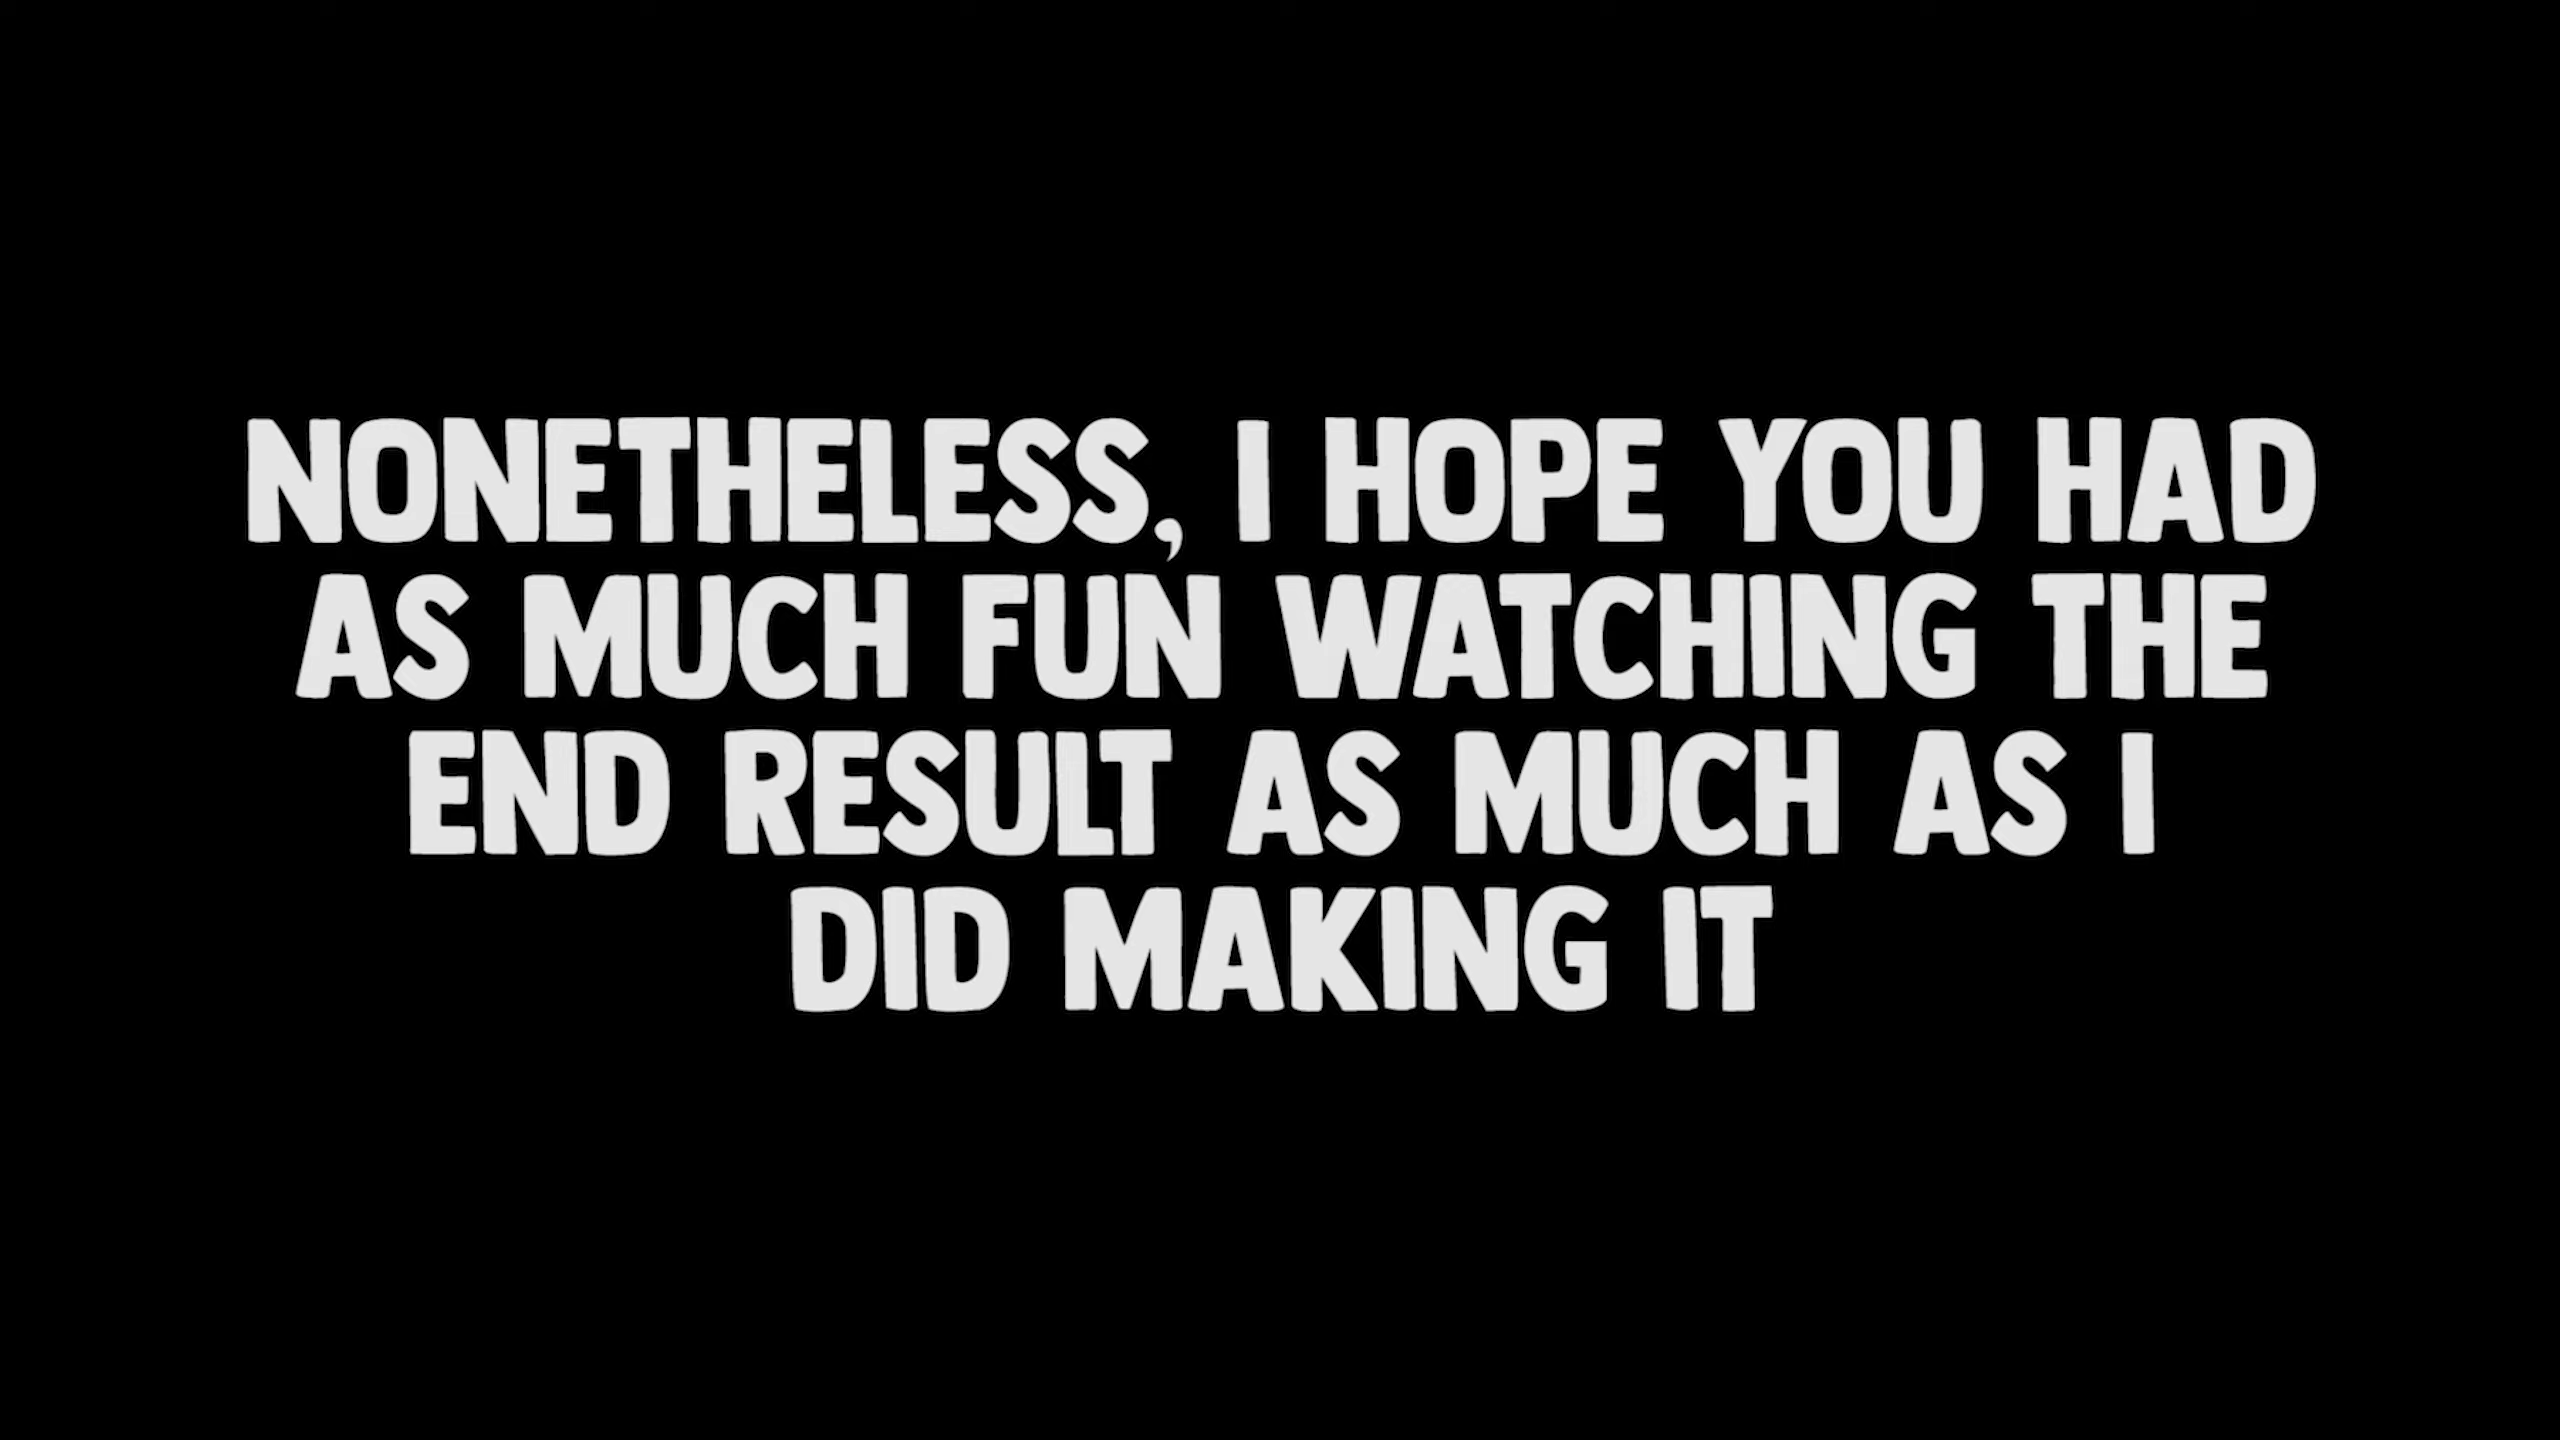 NONETHELESS, I HOPE YOU HAD
AS MUCH FUN WATCHING THE
END RESULT AS MUCH AS I
DID MAKING IT